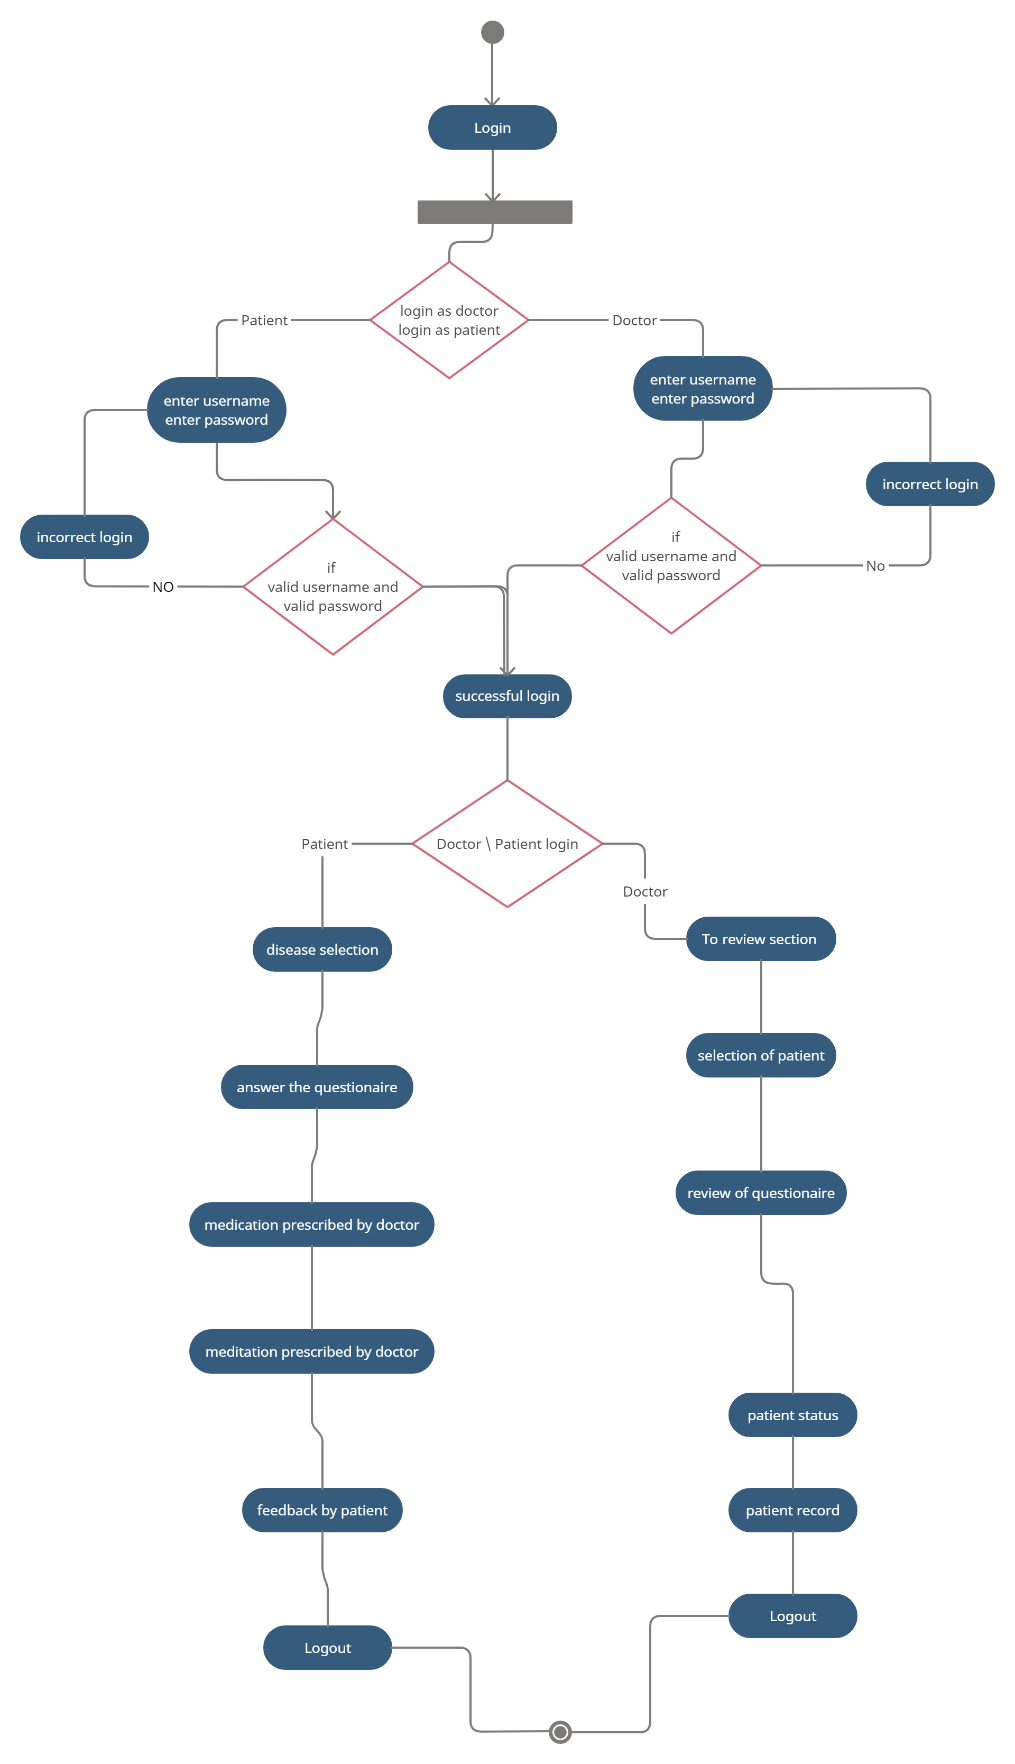 Login
login as doctor
login as patient
Patient
Doctor
enter username
enter password
enter username
enter password
incorrect login
incorrect login
if
valid username and
valid password
No
if
valid username and
valid password
NO
successful login
Doctor \ Patient login
Patient
Doctor
disease selection
To review section
selection of patient
answer the questionaire
review of questionaire
medication prescribed by doctor
meditation prescribed by doctor
patient status
feedback by patient
patient record
Logout
Logout